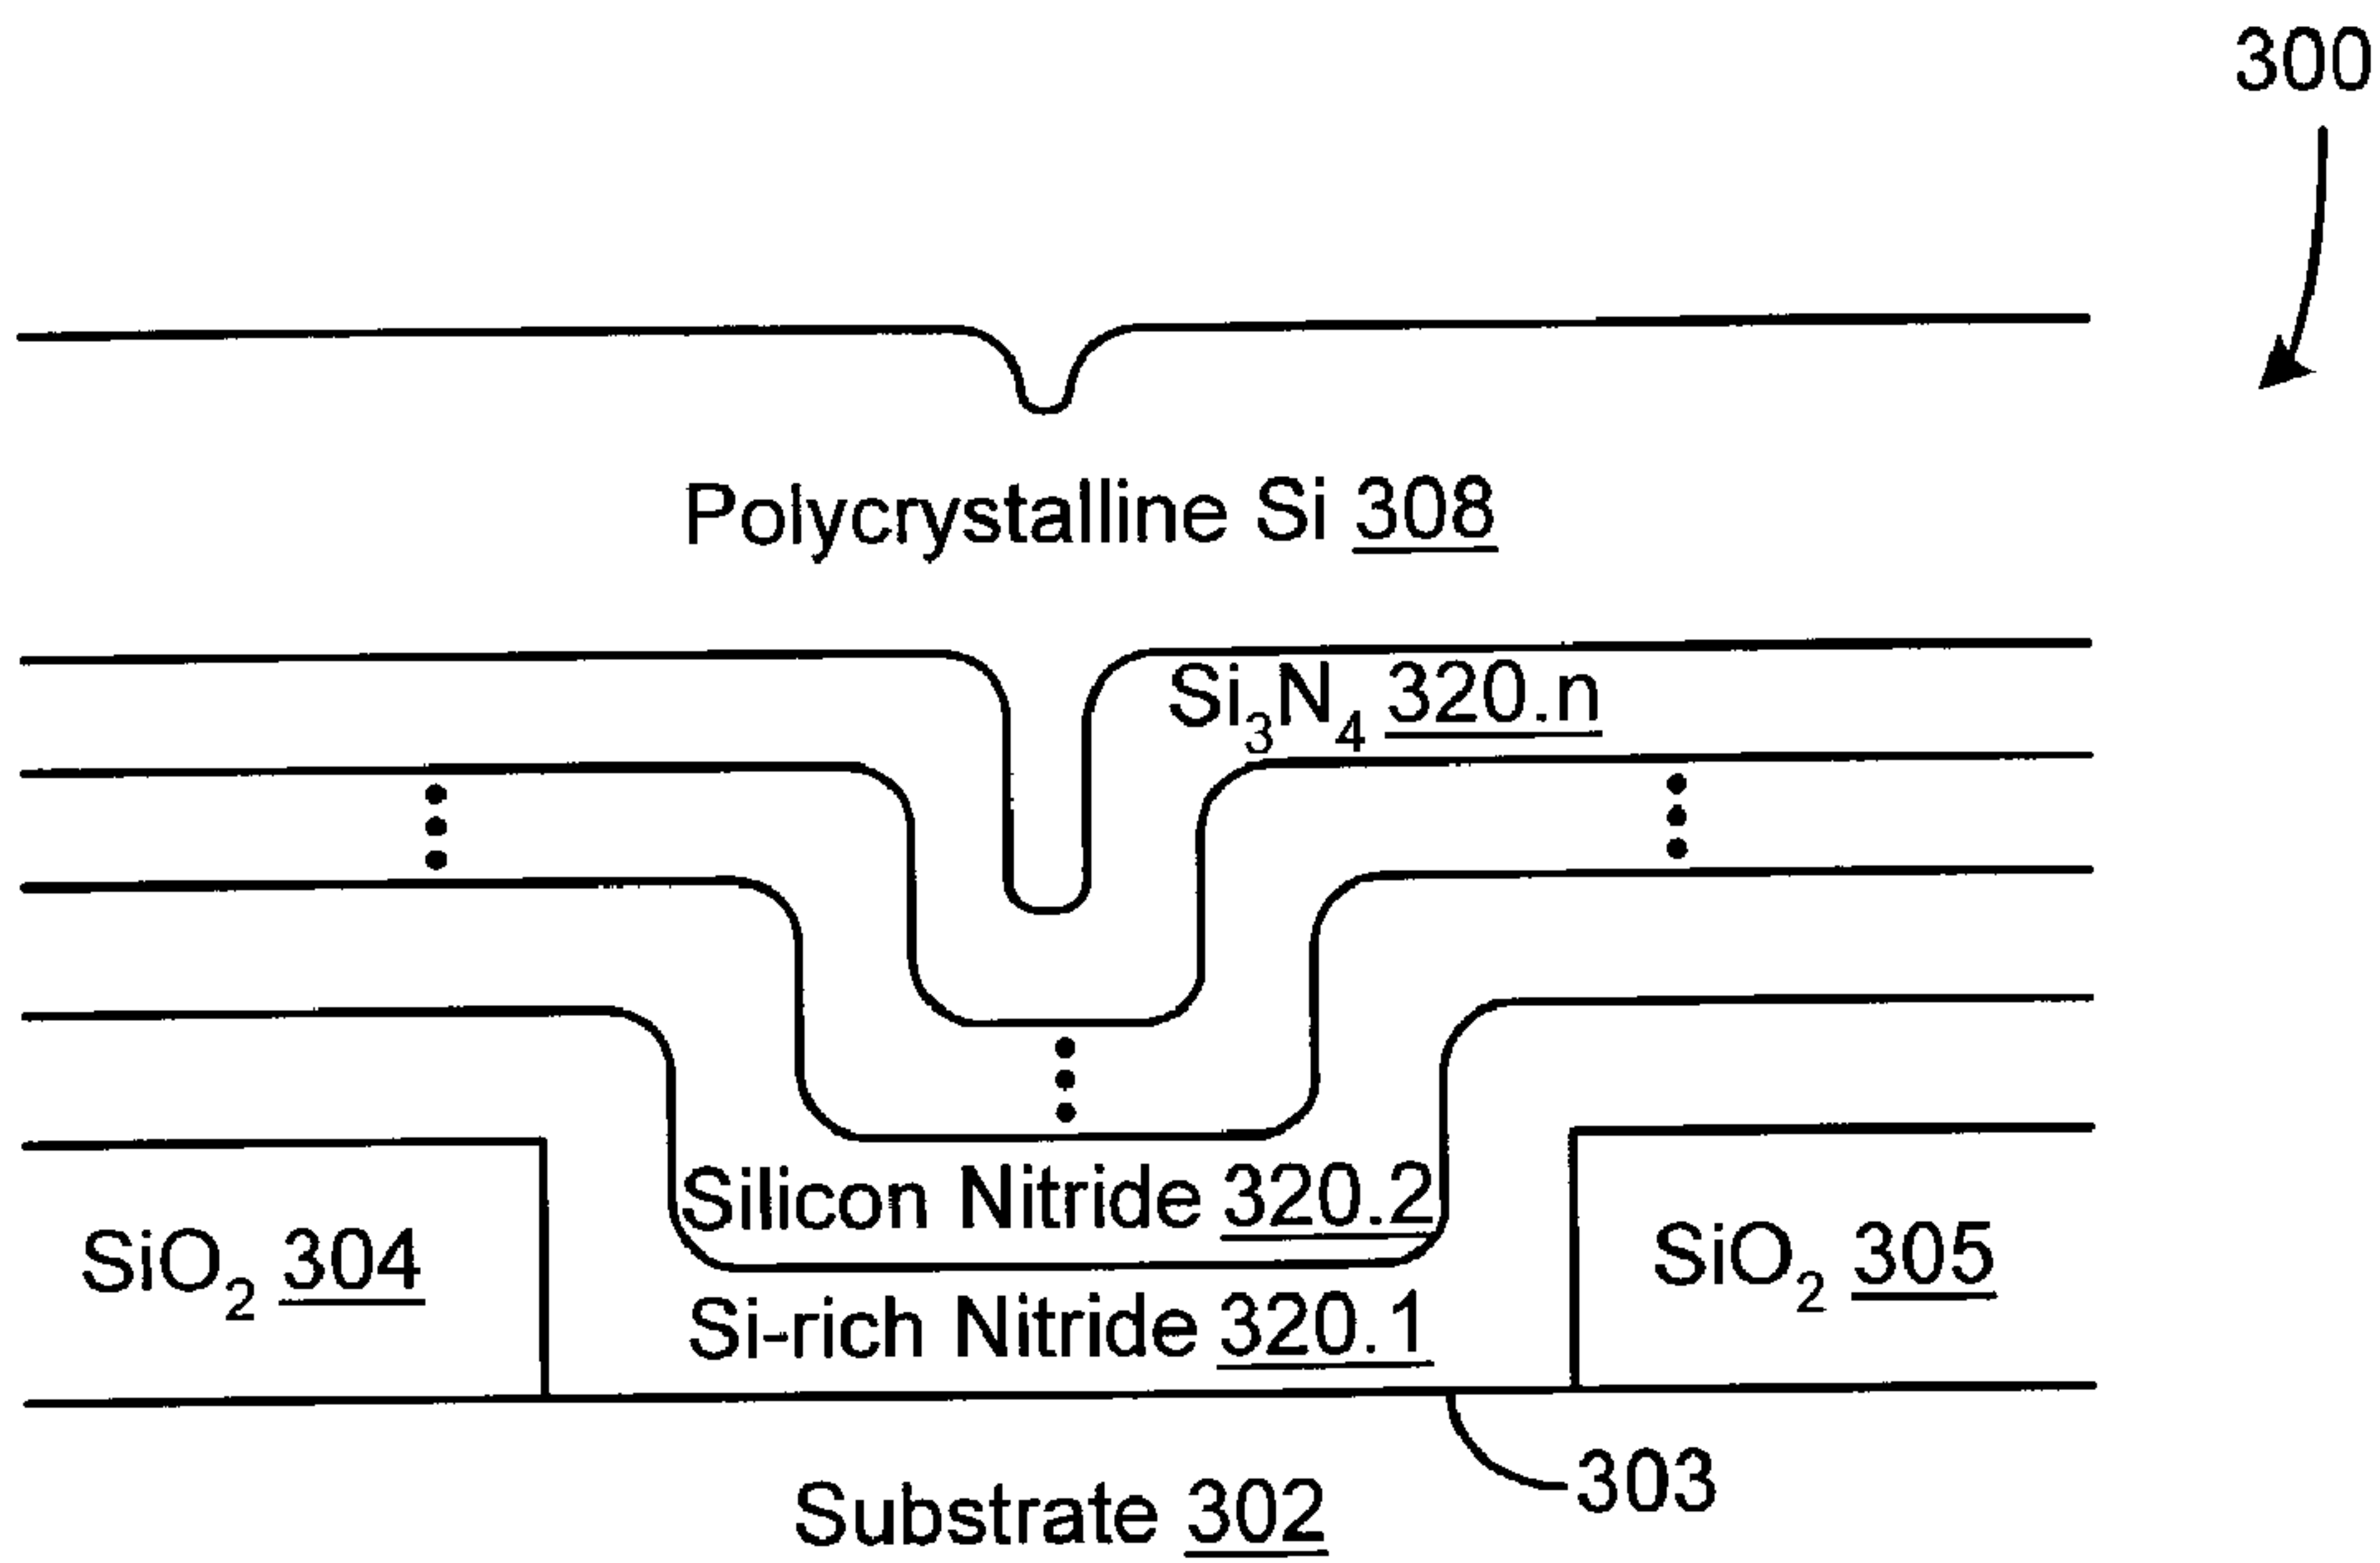 300
Polycrystalline Si 308
Si₃N₄ 320.n
Silicon Nitride 320.2
SiO₂ 304
SiO₂ 305
Si-rich Nitride 320.1
303
Substrate 302